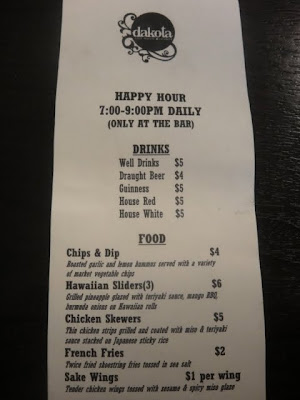 dakota
HAPPY HOUR
7:00-9:00PM DAILY
(ONLY AT THE BAR)
DRINKS
Well Drinks $5
Draught Beer $4
Guinness $5
House Red $5
House White $5
FOOD
Chips & Dip $4
Roasted garlic and lemon hummus served with a variety
of market vegetable chips
Hawaiian Sliders(3) $6
Grilled pineapple glazed with teriyaki sauce, mango BBQ,
bermuda onions on Hawaiian rolls
Chicken Skewers $5
Thin chicken strips grilled and coated with miso & teriyaki
sauce stacked on Japanese sticky rice
French Fries $2
Twice fried shoestring fries tossed in sea salt
Sake Wings $1 per wing
Tender chicken wings tossed with sesame & spicy miso glaze